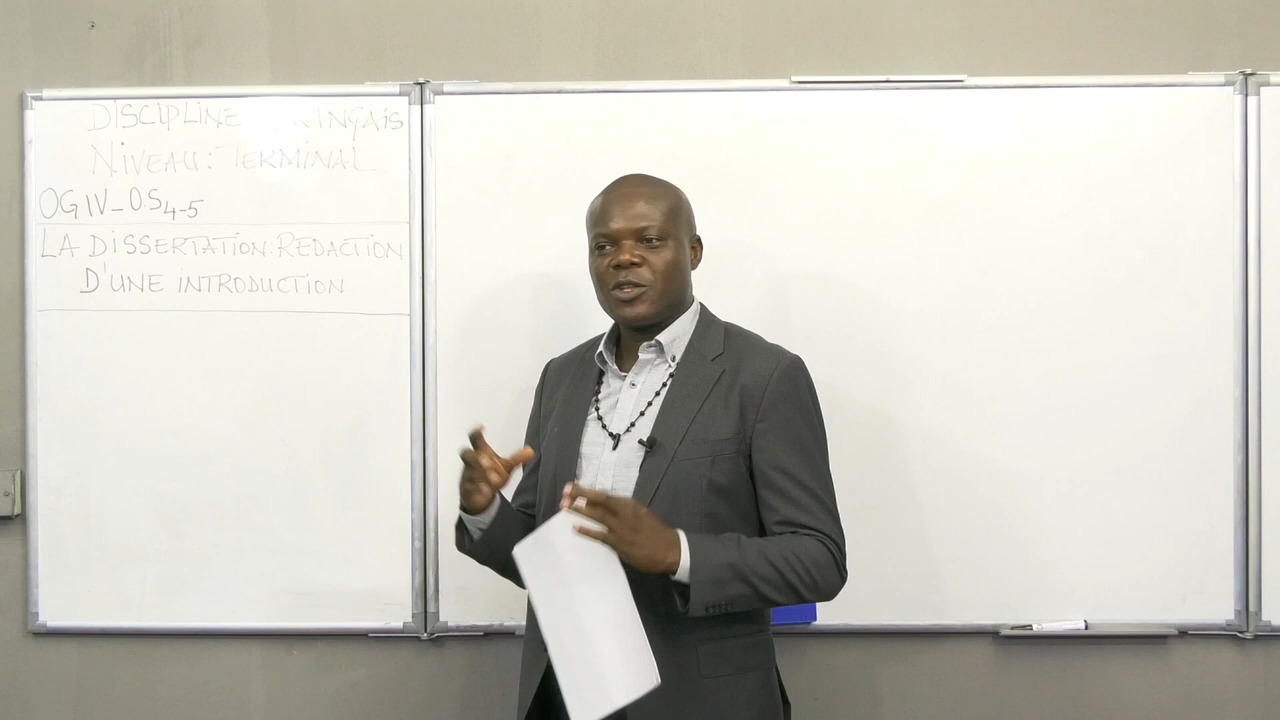 DISCIPLINE
NIVEAU: TERMINAL
OG IV_OS4-5
LA DISSERTATION: REDACTION
D'UNE INTRODUCTION